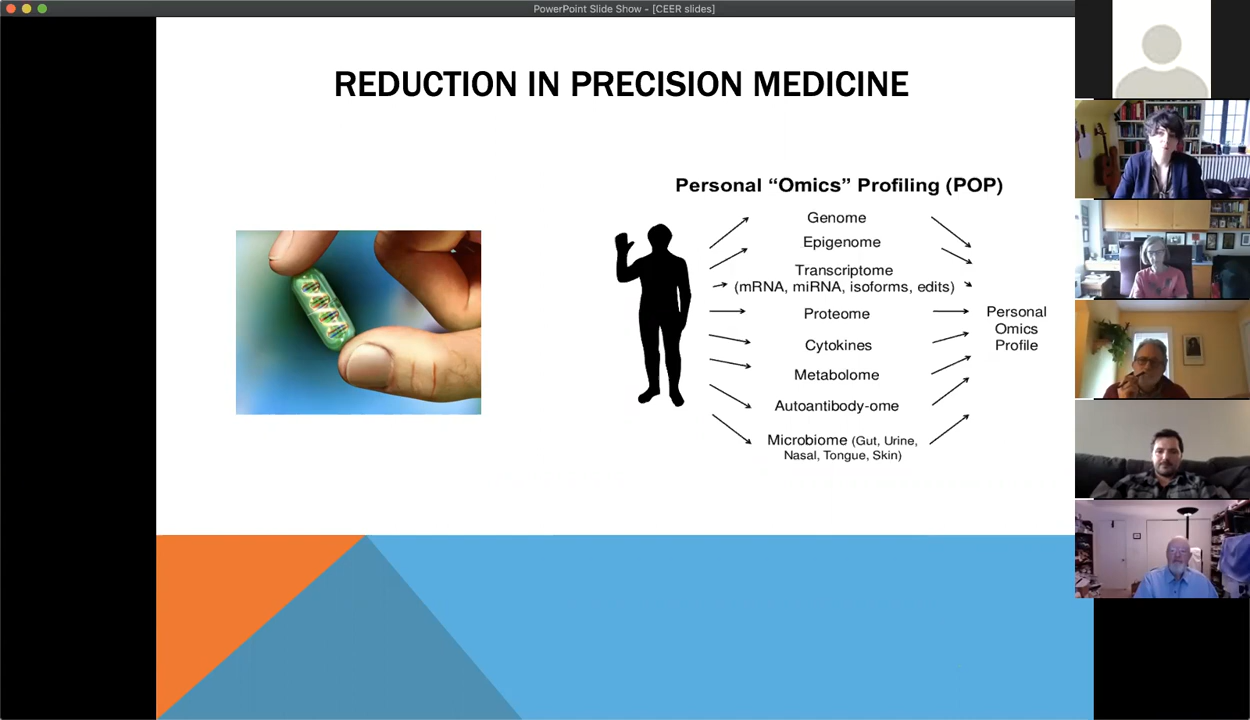 PowerPoint Slide Show - [CEER slides]
REDUCTION IN PRECISION MEDICINE
Personal “Omics” Profiling (POP)
Genome
Epigenome
Transcriptome
(mRNA, miRNA, isoforms, edits)
Proteome
Cytokines
Metabolome
Autoantibody-ome
Microbiome (Gut, Urine,
Nasal, Tongue, Skin)
Personal
Omics
Profile